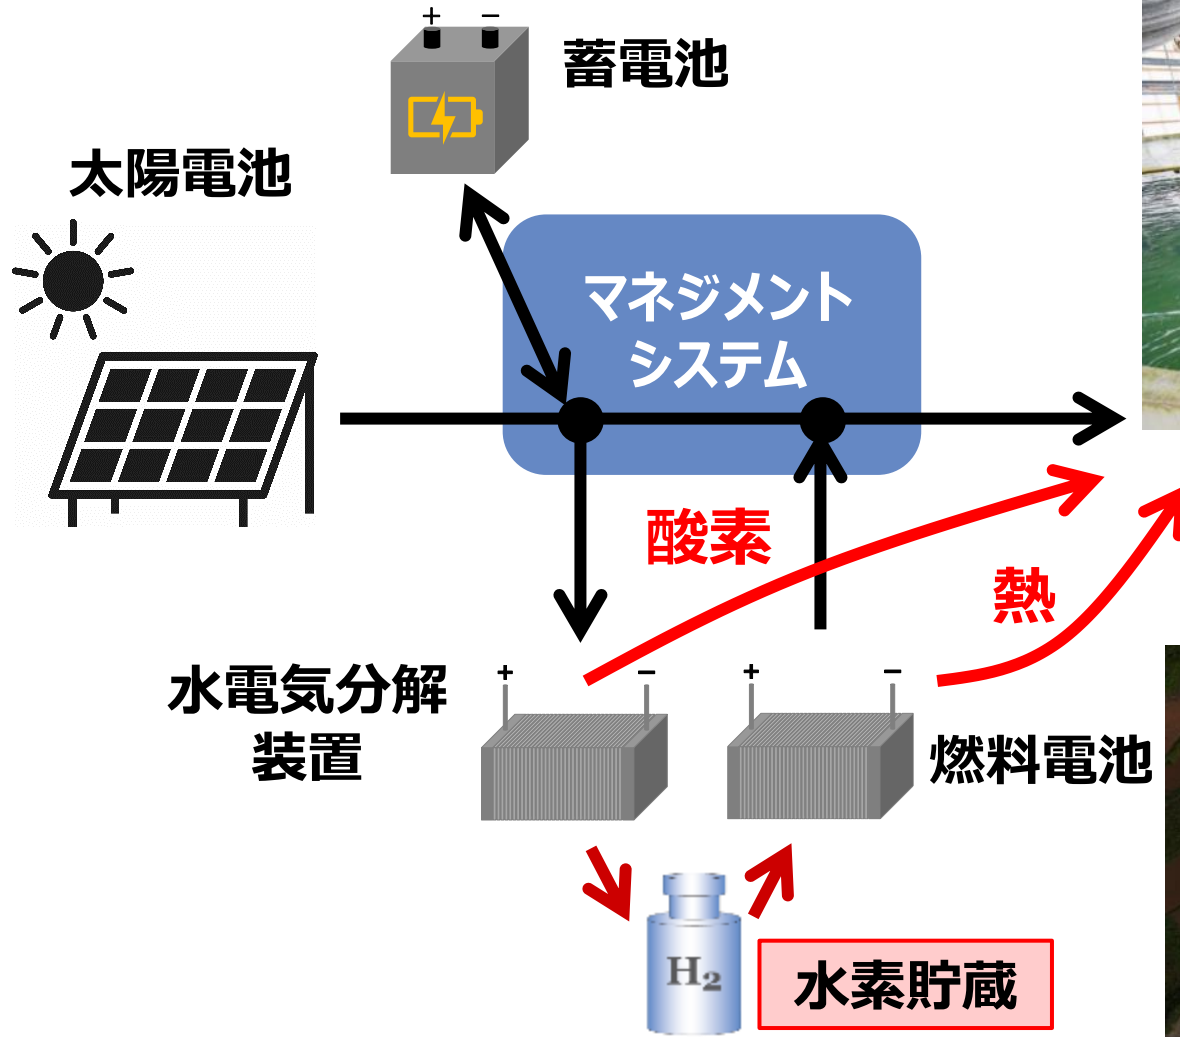 + −
蓄電池
太陽電池
マネジメント
システム
酸素
熱
水電気分解
装置
+ −
+ −
燃料電池
H₂
水素貯蔵